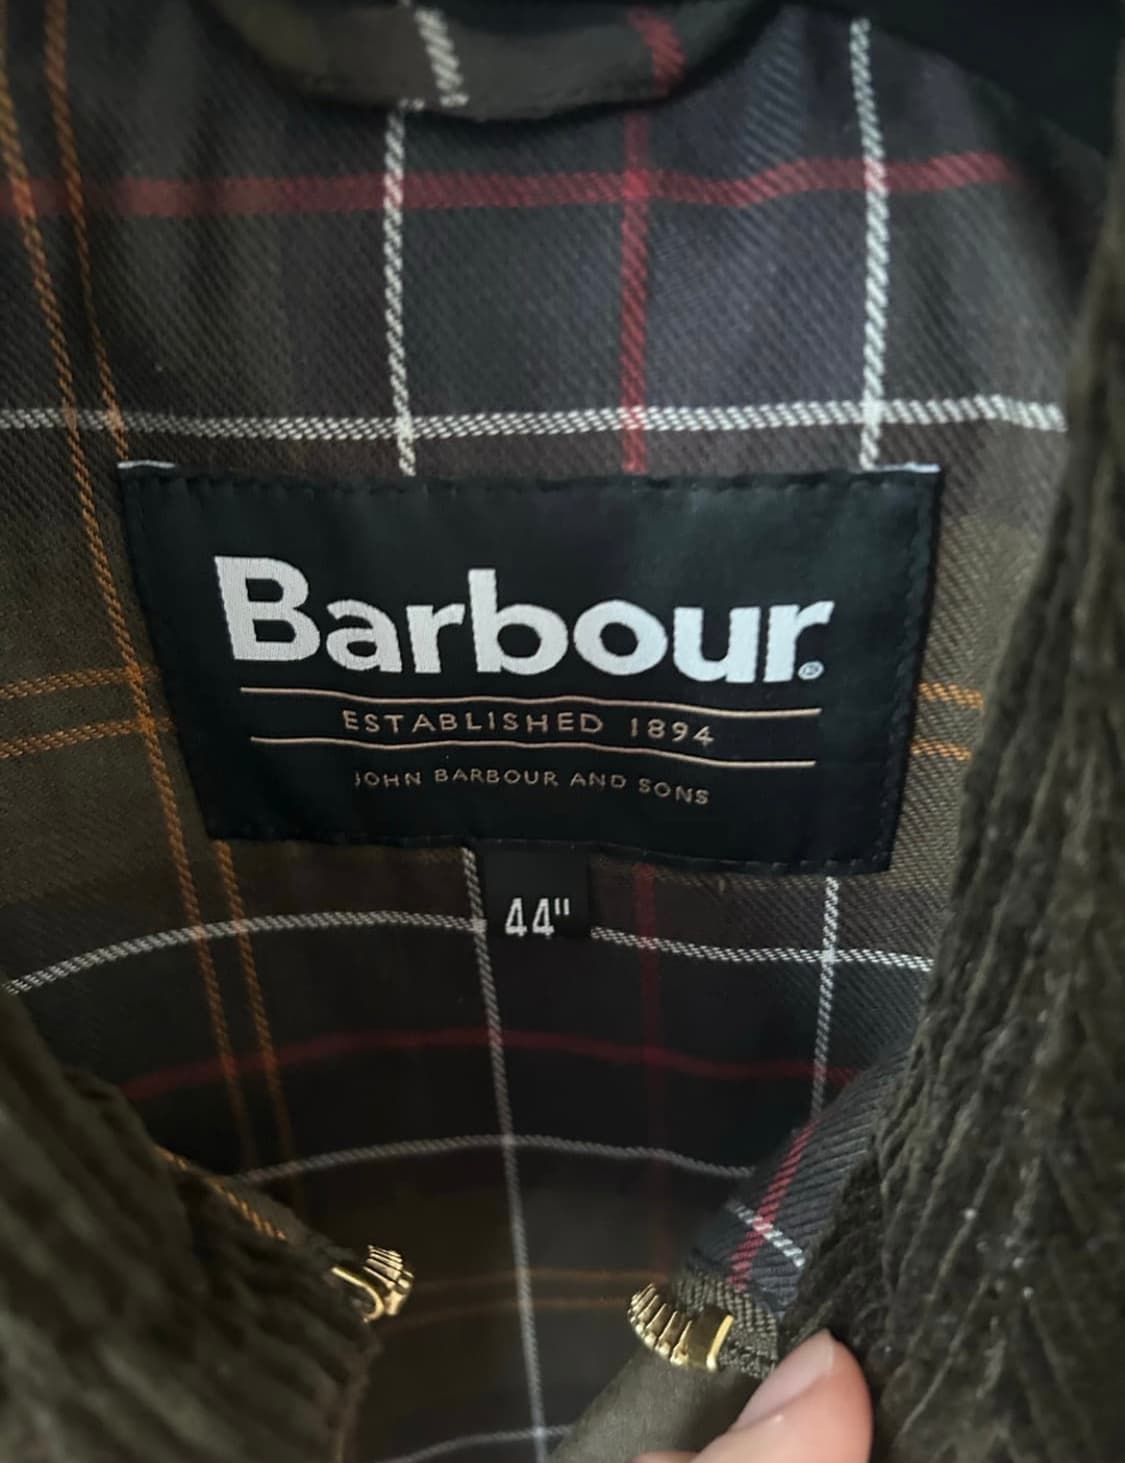 Barbour®
ESTABLISHED 1894
JOHN BARBOUR AND SONS
44"